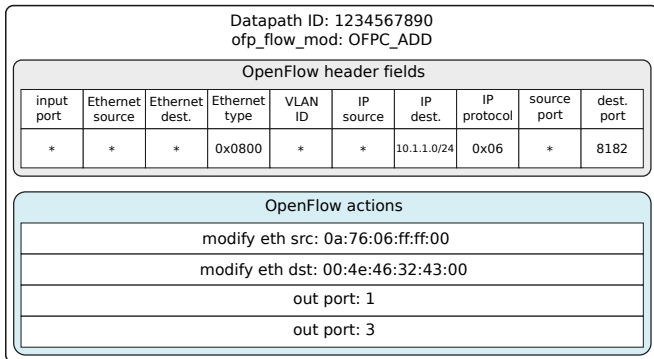 Datapath ID: 1234567890
ofp_flow_mod: OFPC_ADD
OpenFlow header fields
input port | Ethernet source | Ethernet dest. | Ethernet type | VLAN ID | IP source | IP dest. | IP protocol | source port | dest. port
* | * | * | 0x0800 | * | * | 10.1.1.0/24 | 0x06 | * | 8182
OpenFlow actions
modify eth src: 0a:76:06:ff:ff:00
modify eth dst: 00:4e:46:32:43:00
out port: 1
out port: 3